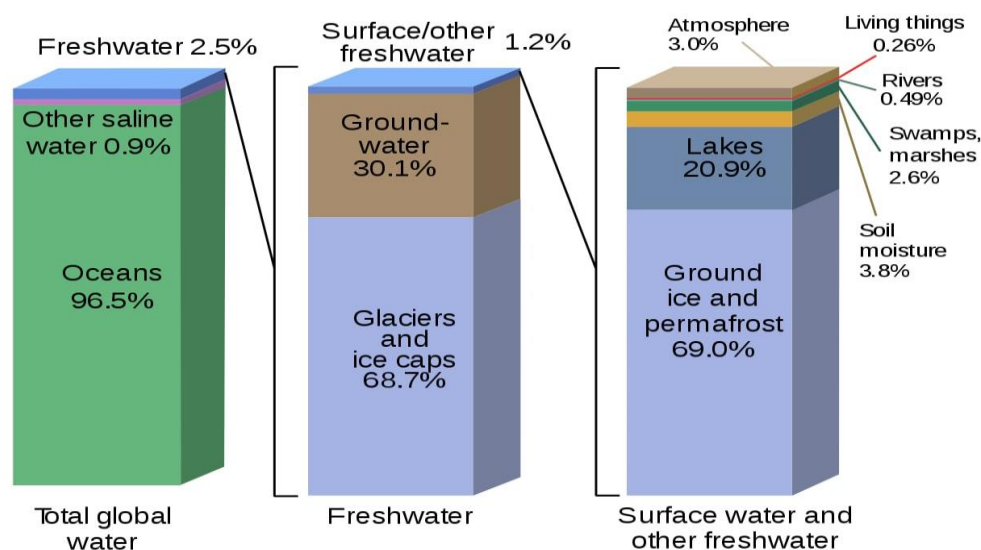 Freshwater 2.5%
Other saline
water 0.9%
Oceans
96.5%
Total global
water
Surface/other
freshwater
1.2%
Ground-
water
30.1%
Glaciers
and
ice caps
68.7%
Freshwater
Atmosphere
3.0%
Living things
0.26%
Rivers
0.49%
Swamps,
marshes
2.6%
Soil
moisture
3.8%
Lakes
20.9%
Ground
ice and
permafrost
69.0%
Surface water and
other freshwater